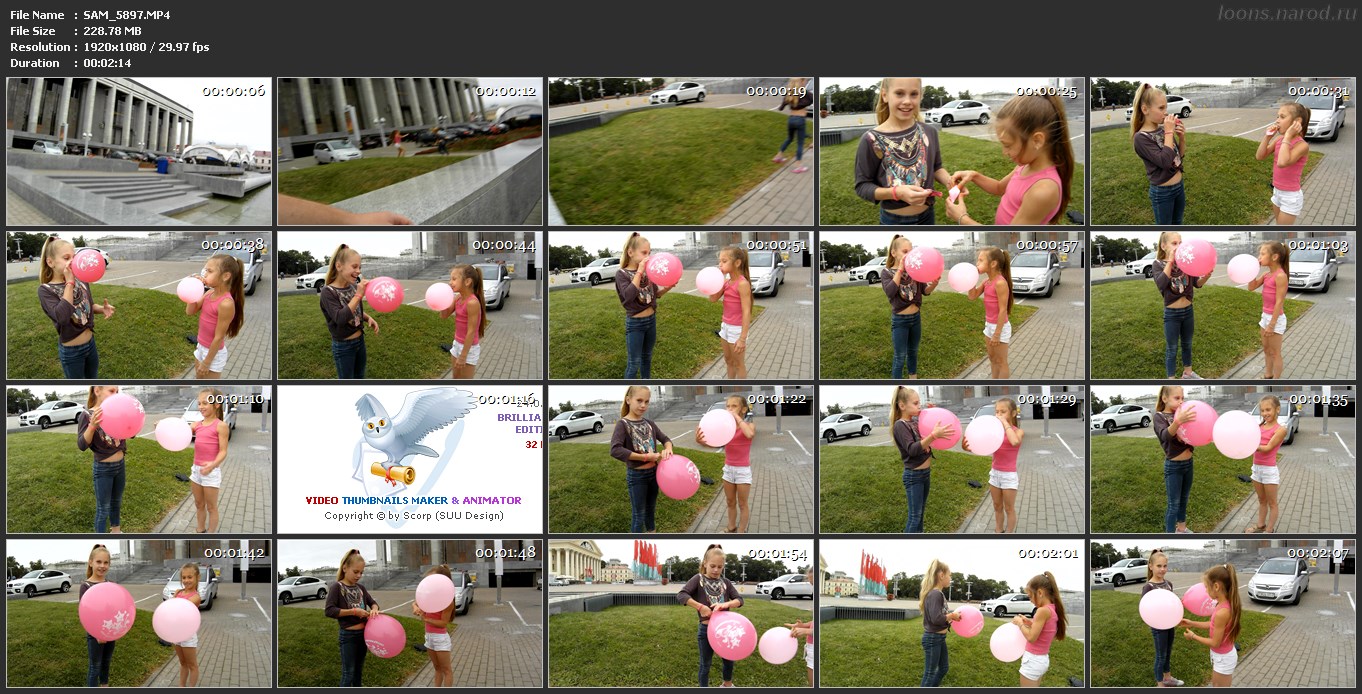 File Name : SAM_5897.MP4
loons.narod.ru
File Size : 228.78 MB
Resolution : 1920x1080 / 29.97 fps
Duration : 00:02:14
00:00:06
00:00:12
00:00:19
00:00:25
00:00:31
00:00:38
00:00:44
00:00:51
00:00:57
00:01:03
00:01:10
00:01:16
BRILLIA
EDITI
32
VIDEO THUMBNAILS MAKER & ANIMATOR
Copyright © by Scorp (SUU Design)
00:01:22
00:01:29
00:01:35
00:01:42
00:01:48
00:01:54
00:02:01
00:02:07